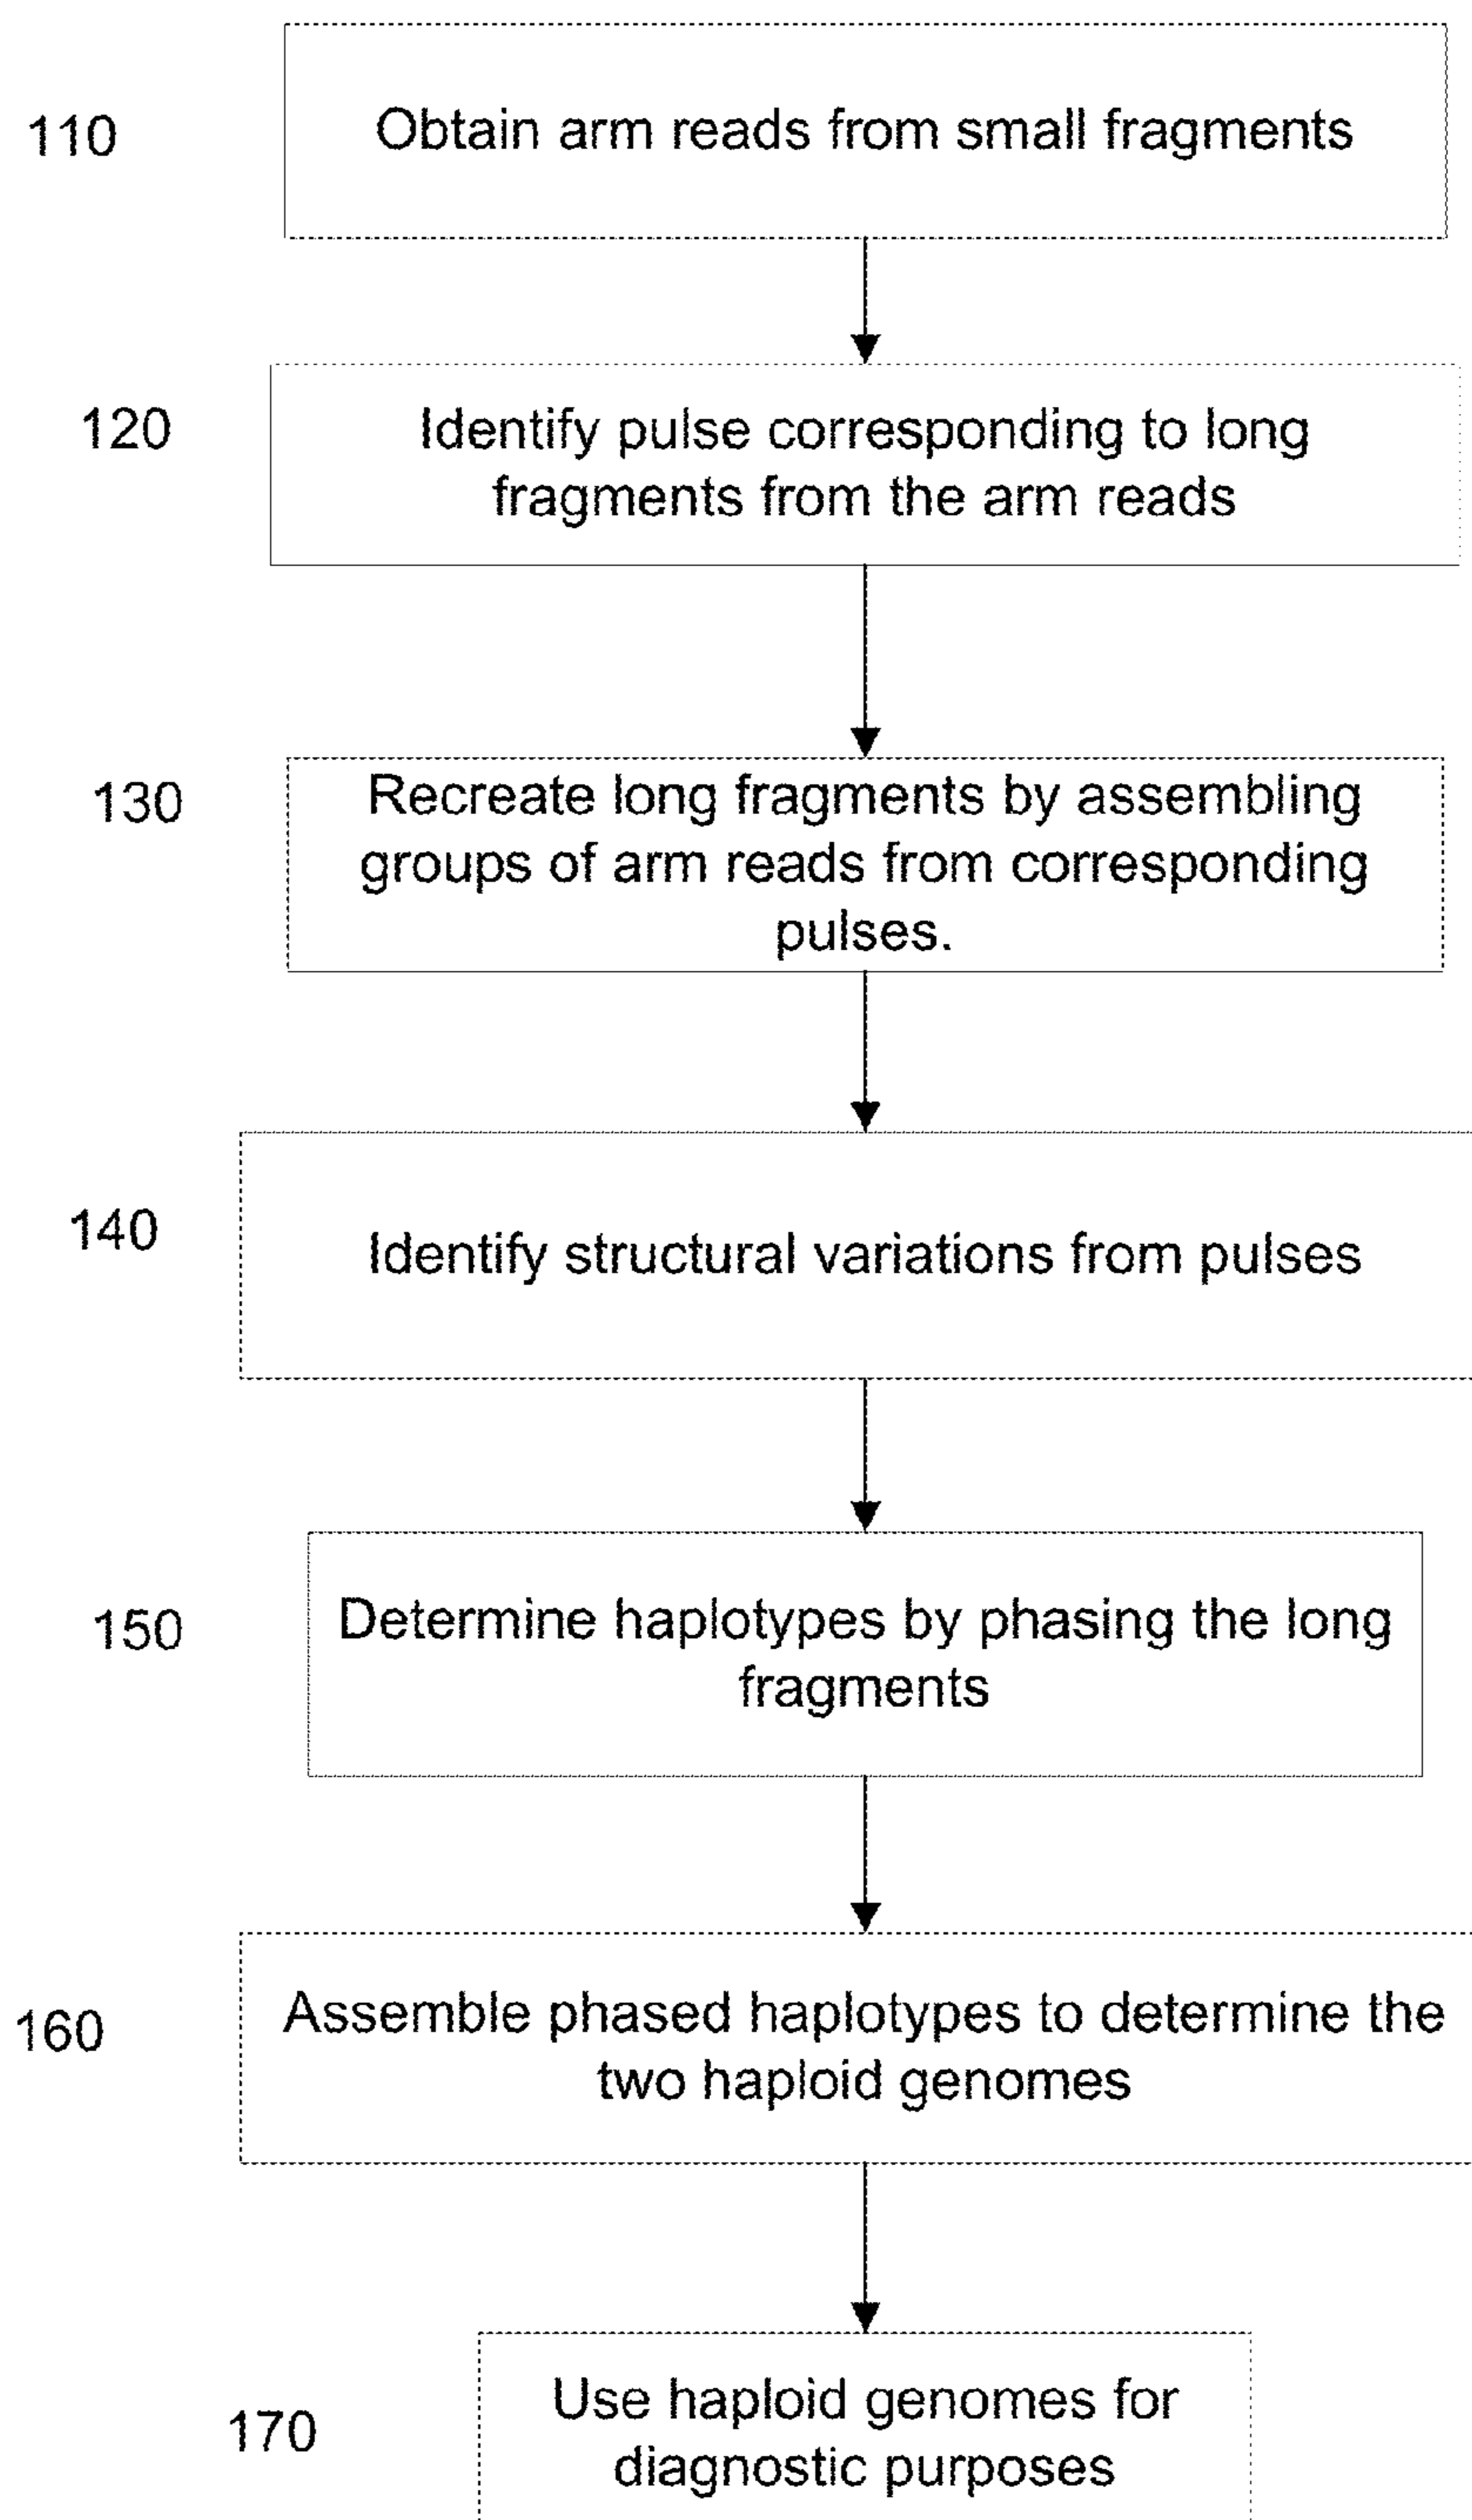 110
Obtain arm reads from small fragments
120
Identify pulse corresponding to long
fragments from the arm reads
130
Recreate long fragments by assembling
groups of arm reads from corresponding
pulses.
140
Identify structural variations from pulses
150
Determine haplotypes by phasing the long
fragments
160
Assemble phased haplotypes to determine the
two haploid genomes
170
Use haploid genomes for
diagnostic purposes